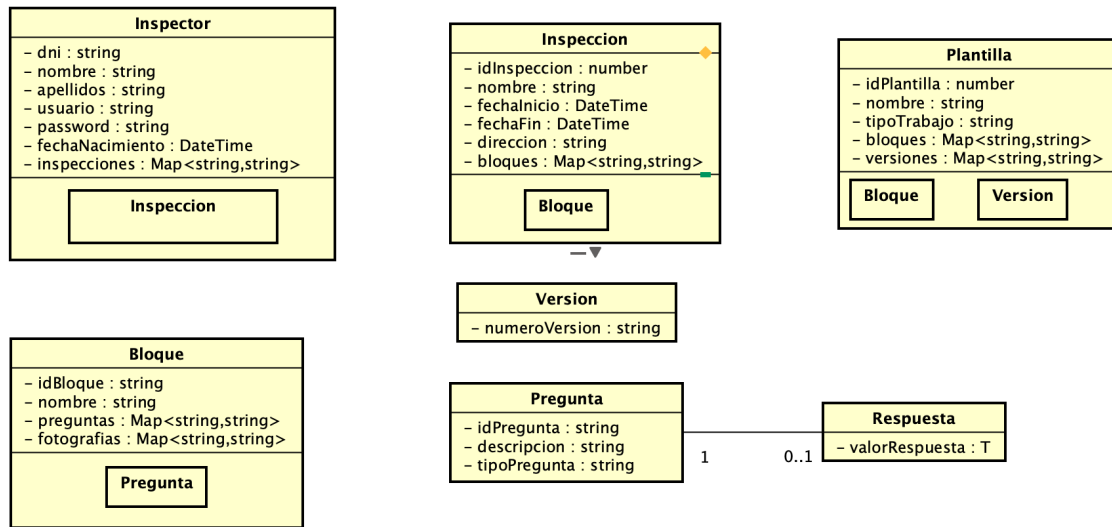 Inspector
– dni : string
– nombre : string
– apellidos : string
– usuario : string
– password : string
– fechaNacimiento : DateTime
– inspecciones : Map<string,string>
Inspeccion
Inspeccion
– idInspeccion : number
– nombre : string
– fechaInicio : DateTime
– fechaFin : DateTime
– direccion : string
– bloques : Map<string,string>
Bloque
Plantilla
– idPlantilla : number
– nombre : string
– tipoTrabajo : string
– bloques : Map<string,string>
– versiones : Map<string,string>
Bloque Version
Version
– numeroVersion : string
Bloque
– idBloque : string
– nombre : string
– preguntas : Map<string,string>
– fotografias : Map<string,string>
Pregunta
Pregunta
– idPregunta : string
– descripcion : string
– tipoPregunta : string
1 0..1
Respuesta
– valorRespuesta : T